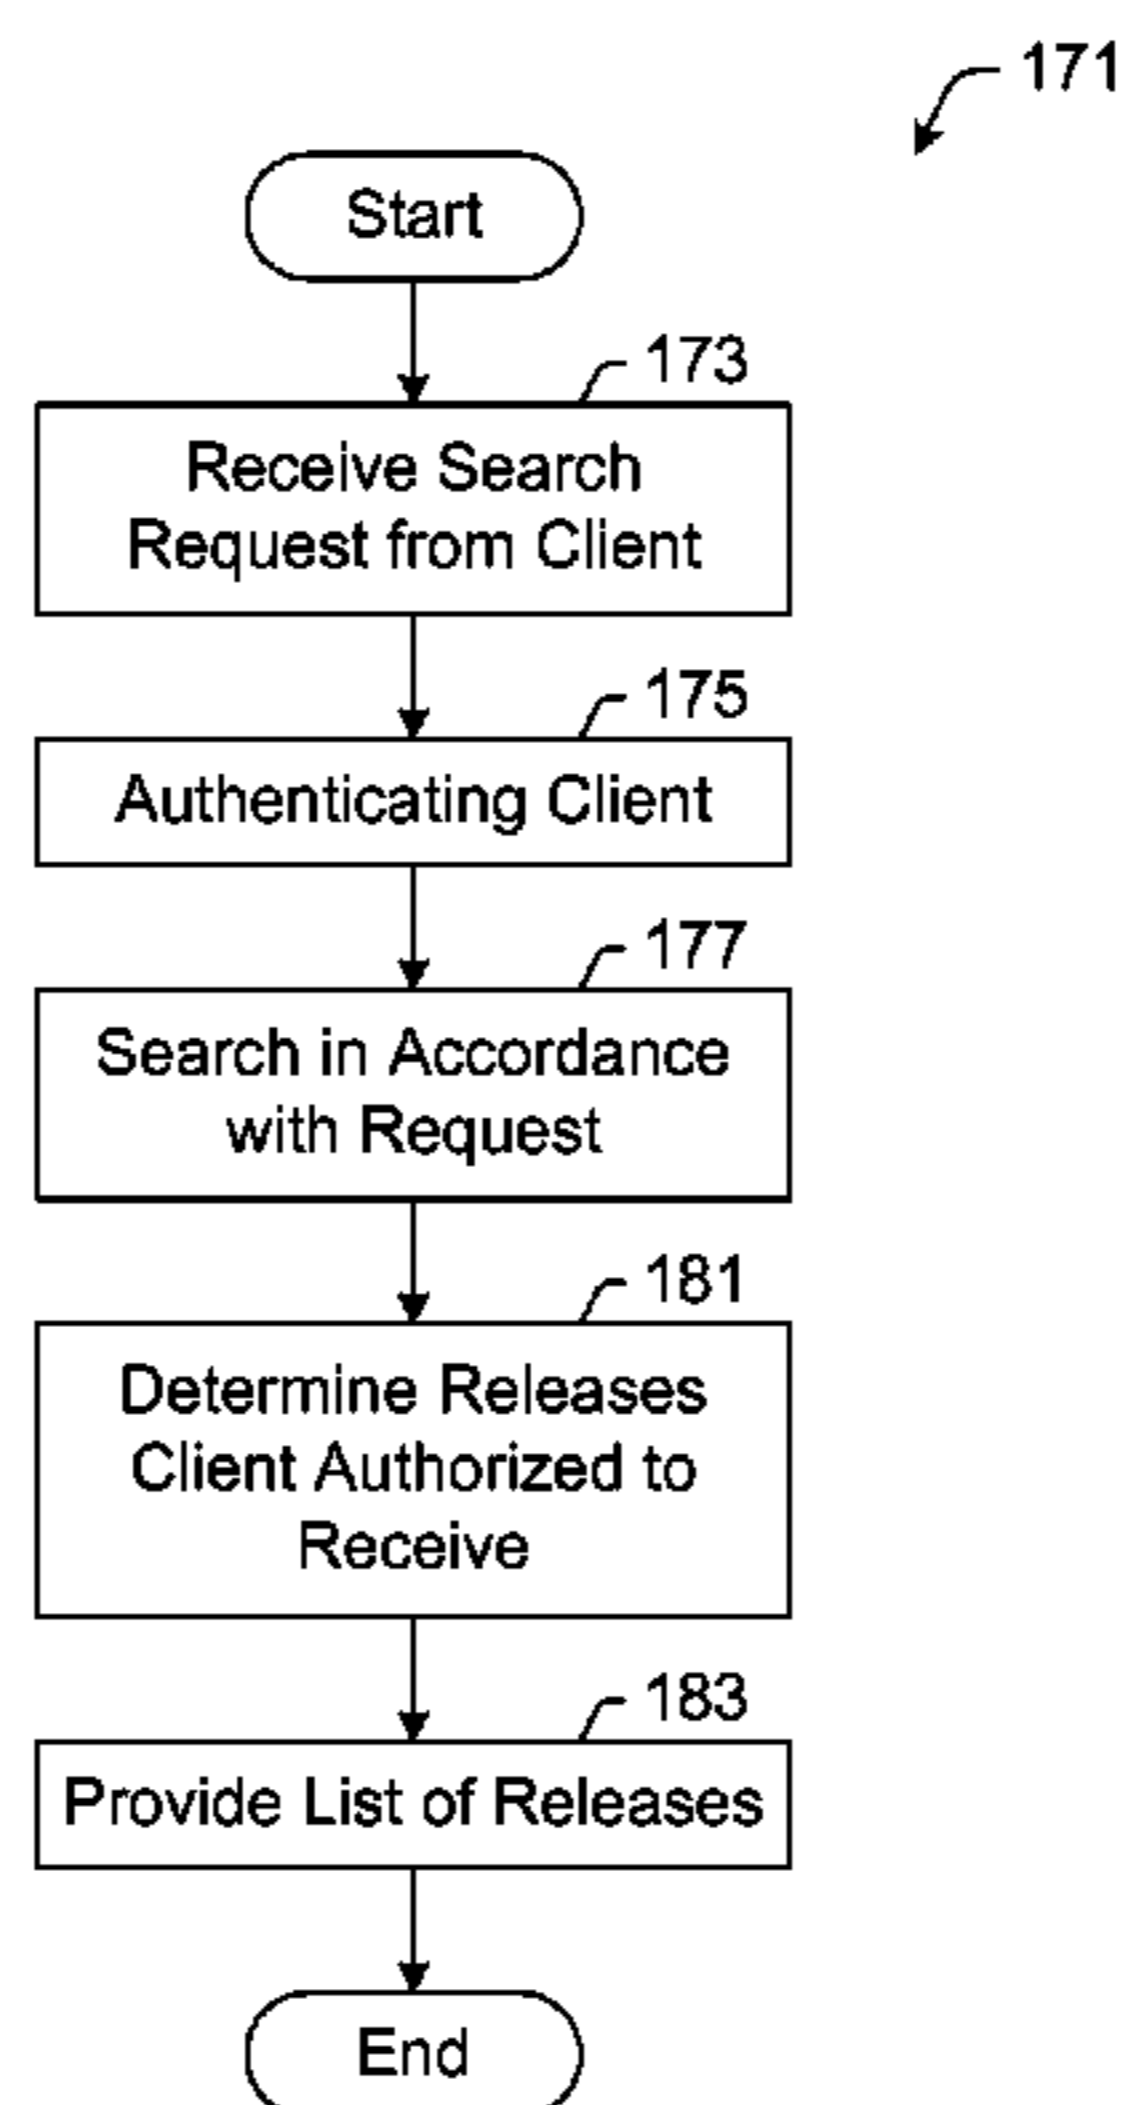 171
Start
173
Receive Search
Request from Client
175
Authenticating Client
177
Search in Accordance
with Request
181
Determine Releases
Client Authorized to
Receive
183
Provide List of Releases
End